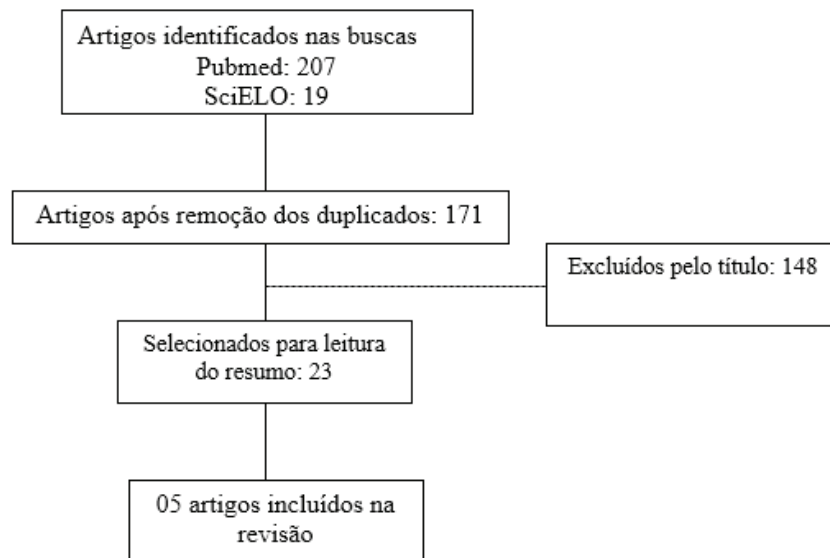 Artigos identificados nas buscas
Pubmed: 207
SciELO: 19
Artigos após remoção dos duplicados: 171
Excluídos pelo título: 148
Selecionados para leitura
do resumo: 23
05 artigos incluídos na
revisão